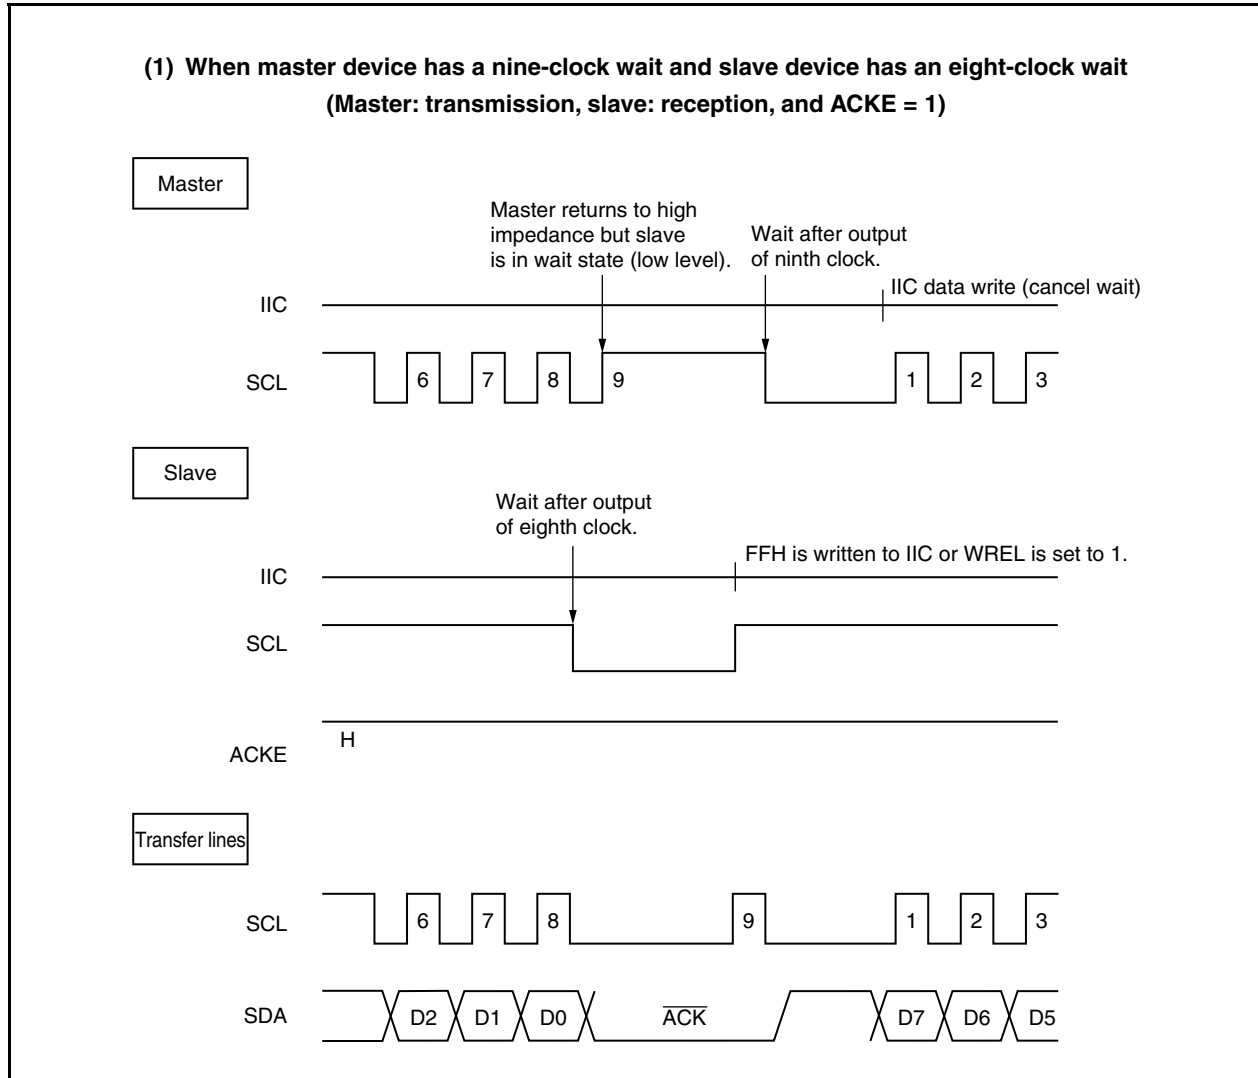 (1) When master device has a nine-clock wait and slave device has an eight-clock wait
(Master: transmission, slave: reception, and ACKE = 1)
Master
Master returns to high
impedance but slave
is in wait state (low level).
Wait after output
of ninth clock.
IIC data write (cancel wait)
IIC
SCL
6 7 8 9 1 2 3
Slave
Wait after output
of eighth clock.
FFH is written to IIC or WREL is set to 1.
IIC
SCL
H
ACKE
Transfer lines
SCL
6 7 8 9 1 2 3
SDA
D2 D1 D0 ACK D7 D6 D5